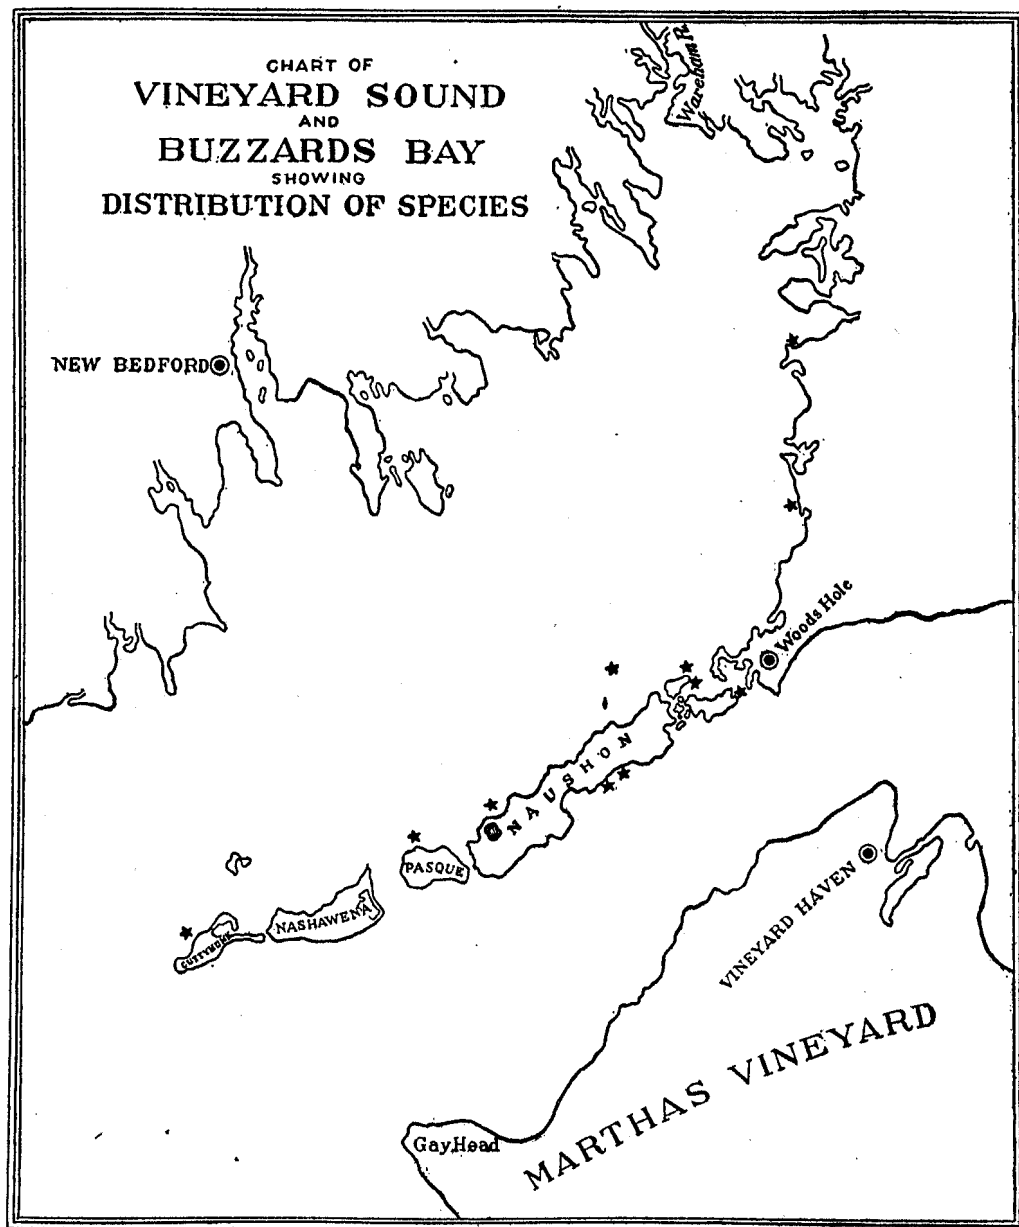 CHART OF
VINEYARD SOUND
AND
BUZZARDS BAY
SHOWING
DISTRIBUTION OF SPECIES
Wareham R.
NEW BEDFORD
Woods Hole
NAUSHON
PASQUE
NASHAWENA
CUTTYHUNK
VINEYARD HAVEN
MARTHAS VINEYARD
Gay Head